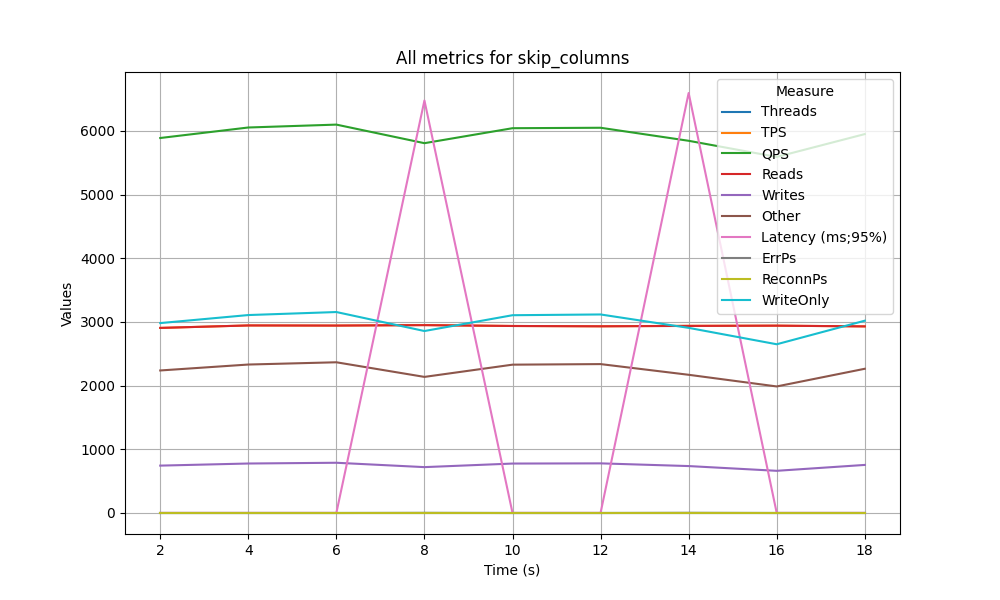 All metrics for skip_columns
Measure
Threads
TPS
QPS
Reads
Writes
Other
Latency (ms;95%)
ErrPs
ReconnPs
WriteOnly
Values
6000
5000
4000
3000
2000
1000
0
2 4 6 8 10 12 14 16 18
Time (s)